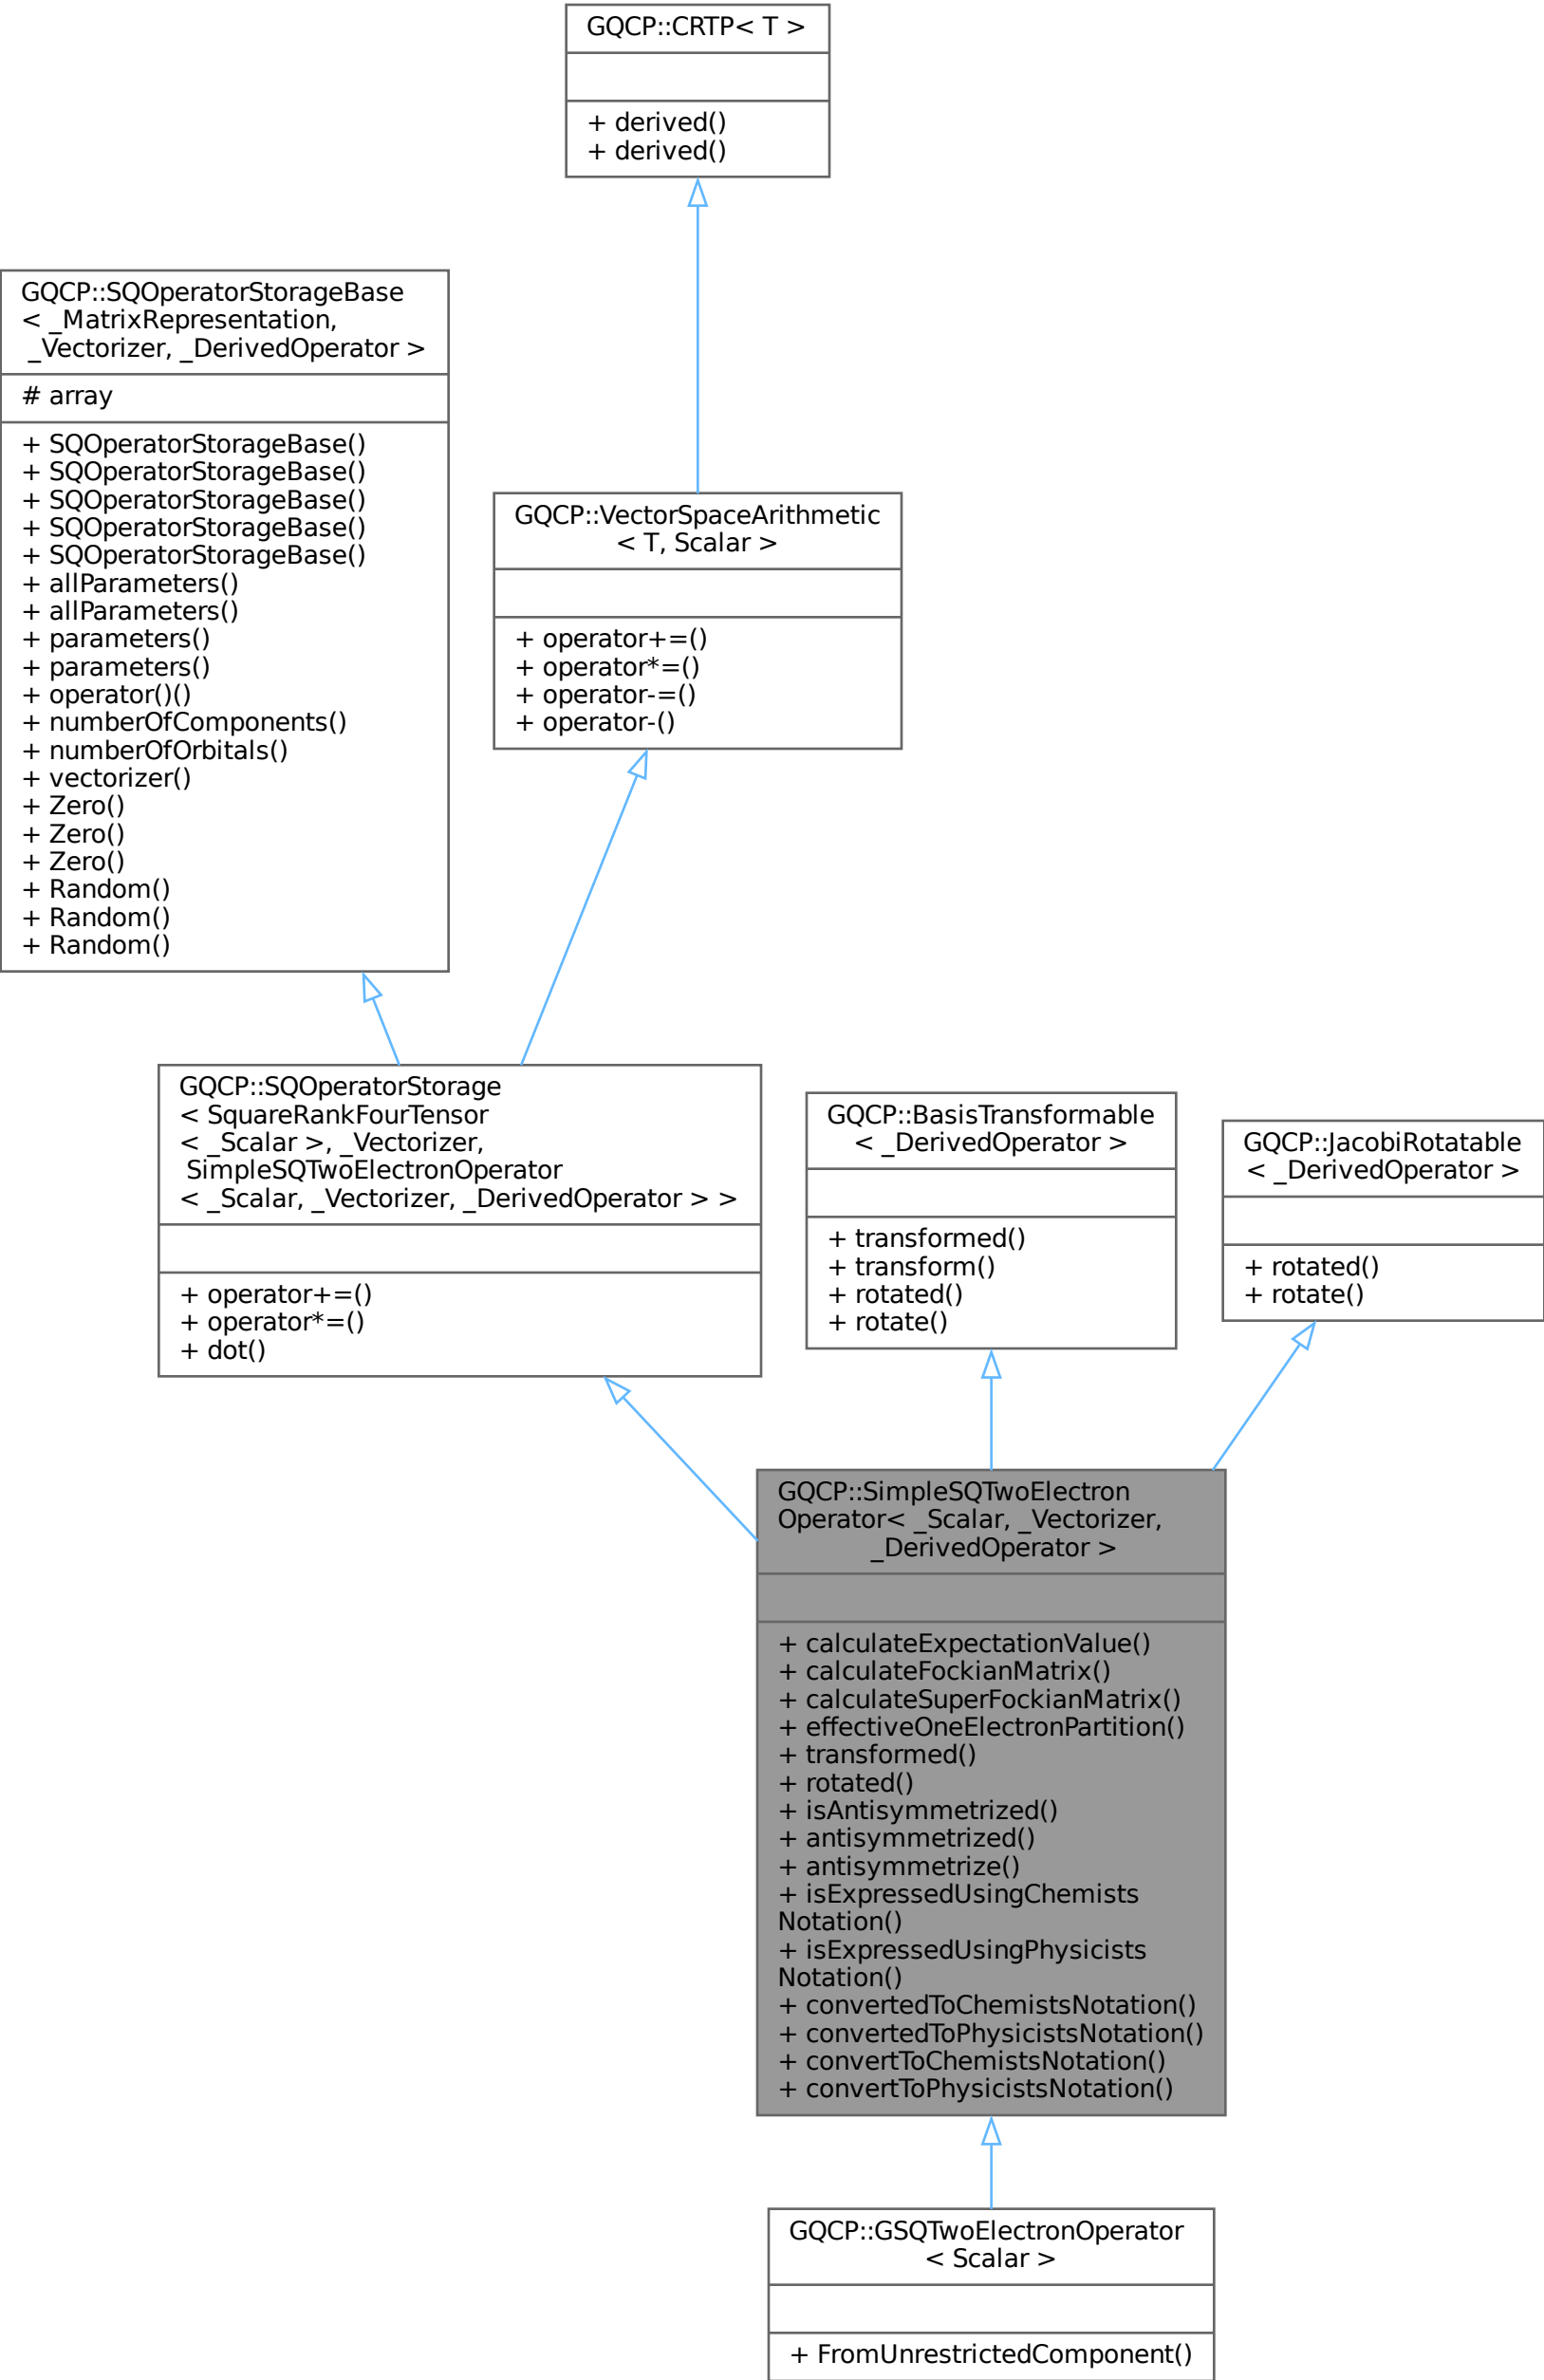 GQCP::CRTP< T >
+ derived()
+ derived()
GQCP::SQOperatorStorageBase
< _MatrixRepresentation,
_Vectorizer, _DerivedOperator >
# array
+ SQOperatorStorageBase()
+ SQOperatorStorageBase()
+ SQOperatorStorageBase()
+ SQOperatorStorageBase()
+ SQOperatorStorageBase()
+ allParameters()
+ allParameters()
+ parameters()
+ parameters()
+ operator()()
+ numberOfComponents()
+ numberOfOrbitals()
+ vectorizer()
+ Zero()
+ Zero()
+ Zero()
+ Random()
+ Random()
+ Random()
GQCP::VectorSpaceArithmetic
< T, Scalar >
+ operator+=()
+ operator*=()
+ operator-=()
+ operator-()
GQCP::SQOperatorStorage
< SquareRankFourTensor
< _Scalar >, _Vectorizer,
SimpleSQTwoElectronOperator
< _Scalar, _Vectorizer, _DerivedOperator > >
+ operator+=()
+ operator*=()
+ dot()
GQCP::BasisTransformable
< _DerivedOperator >
+ transformed()
+ transform()
+ rotated()
+ rotate()
GQCP::JacobiRotatable
< _DerivedOperator >
+ rotated()
+ rotate()
GQCP::SimpleSQTwoElectron
Operator< _Scalar, _Vectorizer,
_DerivedOperator >
+ calculateExpectationValue()
+ calculateFockianMatrix()
+ calculateSuperFockianMatrix()
+ effectiveOneElectronPartition()
+ transformed()
+ rotated()
+ isAntisymmetrized()
+ antisymmetrized()
+ antisymmetrize()
+ isExpressedUsingChemists
Notation()
+ isExpressedUsingPhysicists
Notation()
+ convertedToChemistsNotation()
+ convertedToPhysicistsNotation()
+ convertToChemistsNotation()
+ convertToPhysicistsNotation()
GQCP::GSQTwoElectronOperator
< Scalar >
+ FromUnrestrictedComponent()